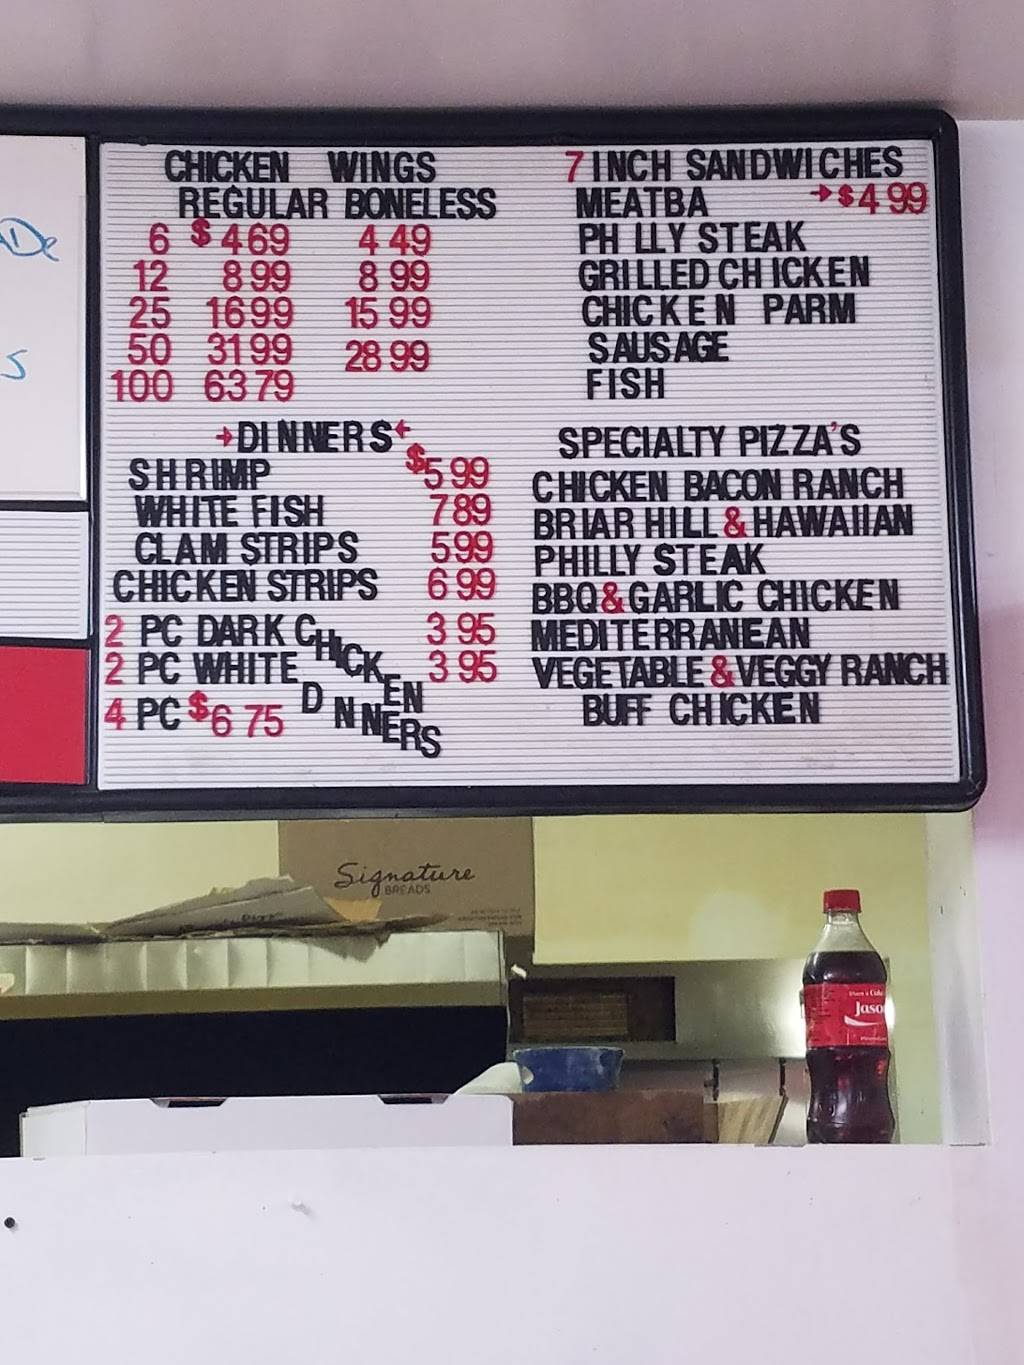 CHICKEN WINGS
REGULAR BONELESS
6 $4 69 4 49
12 8 99 8 99
25 16 99 15 99
50 31 99 28 99
100 63 79
→DINNERS←
SHRIMP $5 99
WHITE FISH 7 89
CLAM STRIPS 5 99
CHICKEN STRIPS 6 99
2 PC DARK CHICKEN 3 95
2 PC WHITE 3 95
4 PC $6 75 D NNERS
7 INCH SANDWICHES
MEATBA →$4 99
PH LLY STEAK
GRILLED CHICKEN
CHICKEN PARM
SAUSAGE
FISH
SPECIALTY PIZZA'S
CHICKEN BACON RANCH
BRIAR HILL & HAWAIIAN
PHILLY STEAK
BBQ & GARLIC CHICKEN
MEDITERRANEAN
VEGETABLE & VEGGY RANCH
BUFF CHICKEN
De
s
Signature
BREADS
Jaso